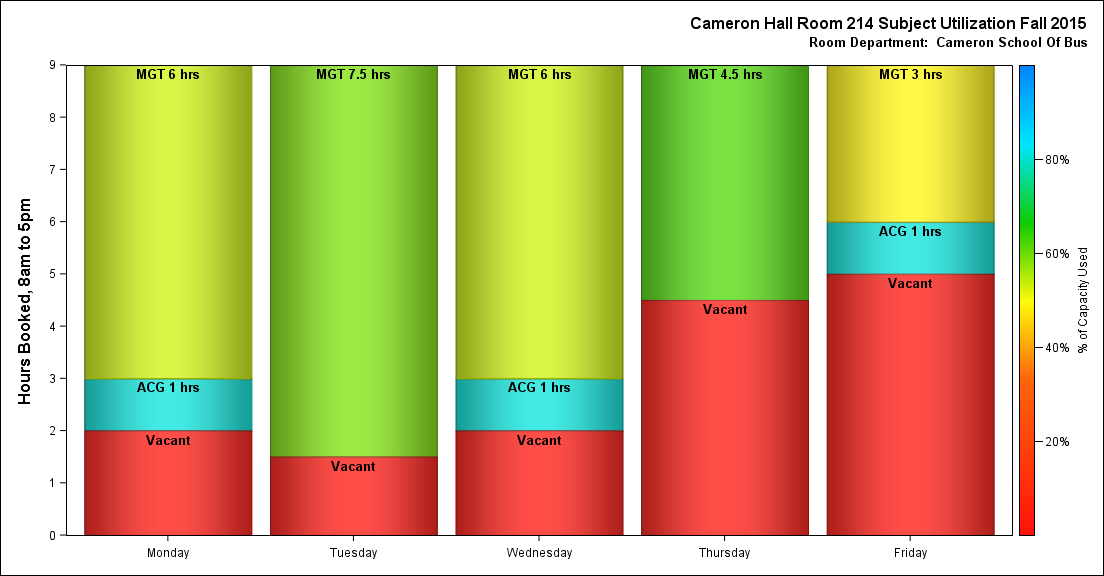 Cameron Hall Room 214 Subject Utilization Fall 2015
Room Department:  Cameron School Of Bus
Hours Booked, 8am to 5pm
9
8
7
6
5
4
3
2
1
0
MGT 6 hrs
ACG 1 hrs
Vacant
MGT 7.5 hrs
Vacant
MGT 6 hrs
ACG 1 hrs
Vacant
MGT 4.5 hrs
Vacant
MGT 3 hrs
ACG 1 hrs
Vacant
Monday
Tuesday
Wednesday
Thursday
Friday
80%
60%
40%
20%
% of Capacity Used